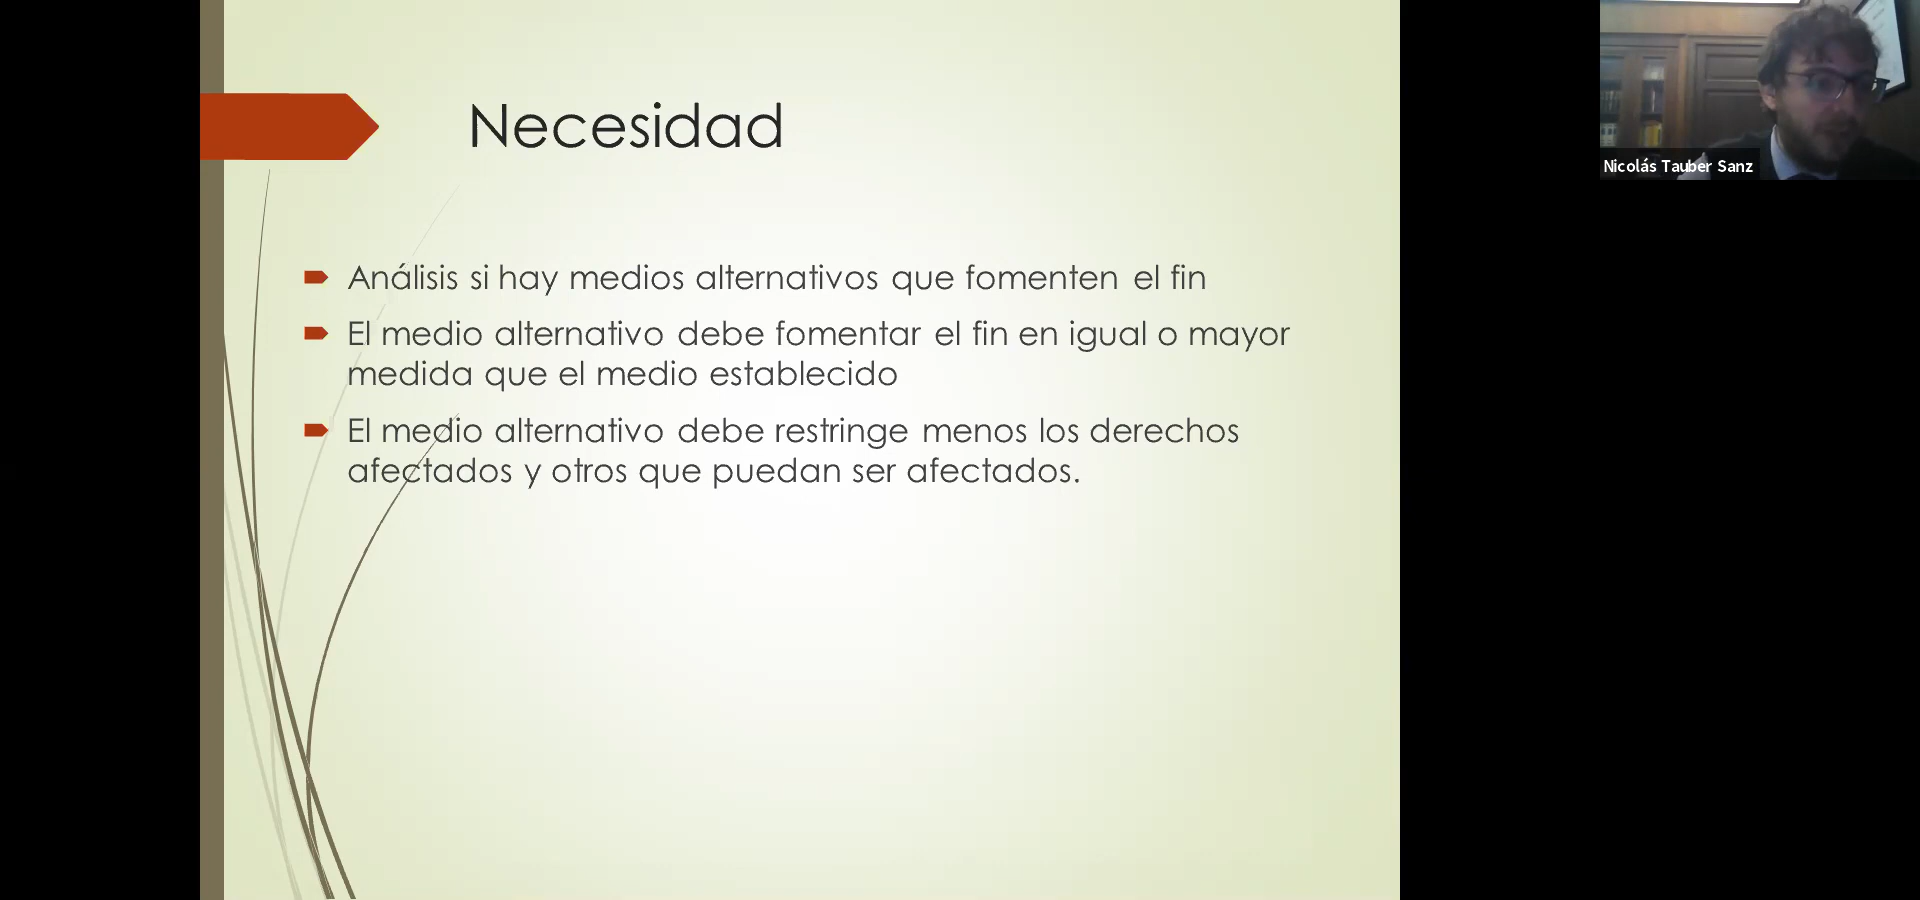 Necesidad
Análisis si hay medios alternativos que fomenten el fin
El medio alternativo debe fomentar el fin en igual o mayor
medida que el medio establecido
El medio alternativo debe restringe menos los derechos
afectados y otros que puedan ser afectados.
Nicolás Tauber Sanz